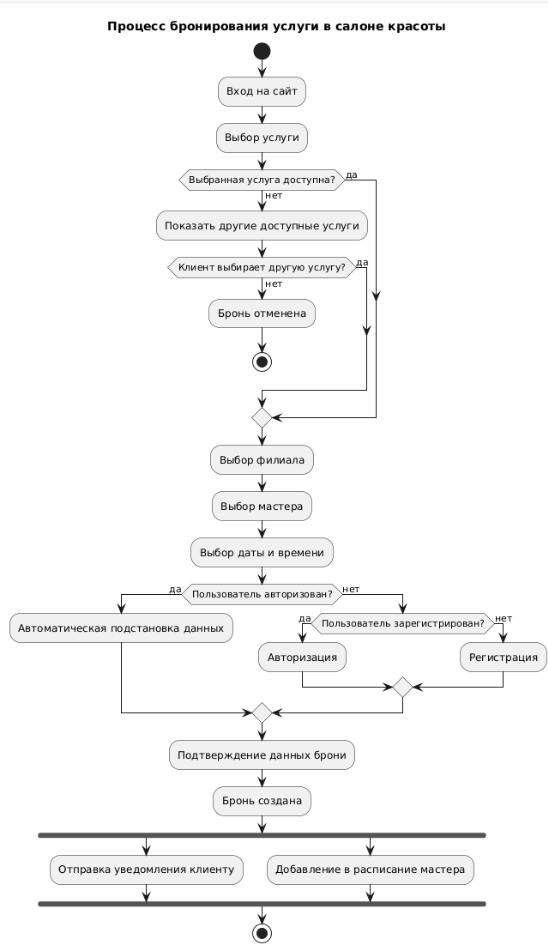 Процесс бронирования услуги в салоне красоты
Вход на сайт
Выбор услуги
Выбранная услуга доступна?
да
нет
Показать другие доступные услуги
Клиент выбирает другую услугу?
да
нет
Бронь отменена
Выбор филиала
Выбор мастера
Выбор даты и времени
да
Пользователь авторизован?
нет
Автоматическая подстановка данных
да
Пользователь зарегистрирован?
нет
Авторизация
Регистрация
Подтверждение данных брони
Бронь создана
Отправка уведомления клиенту
Добавление в расписание мастера